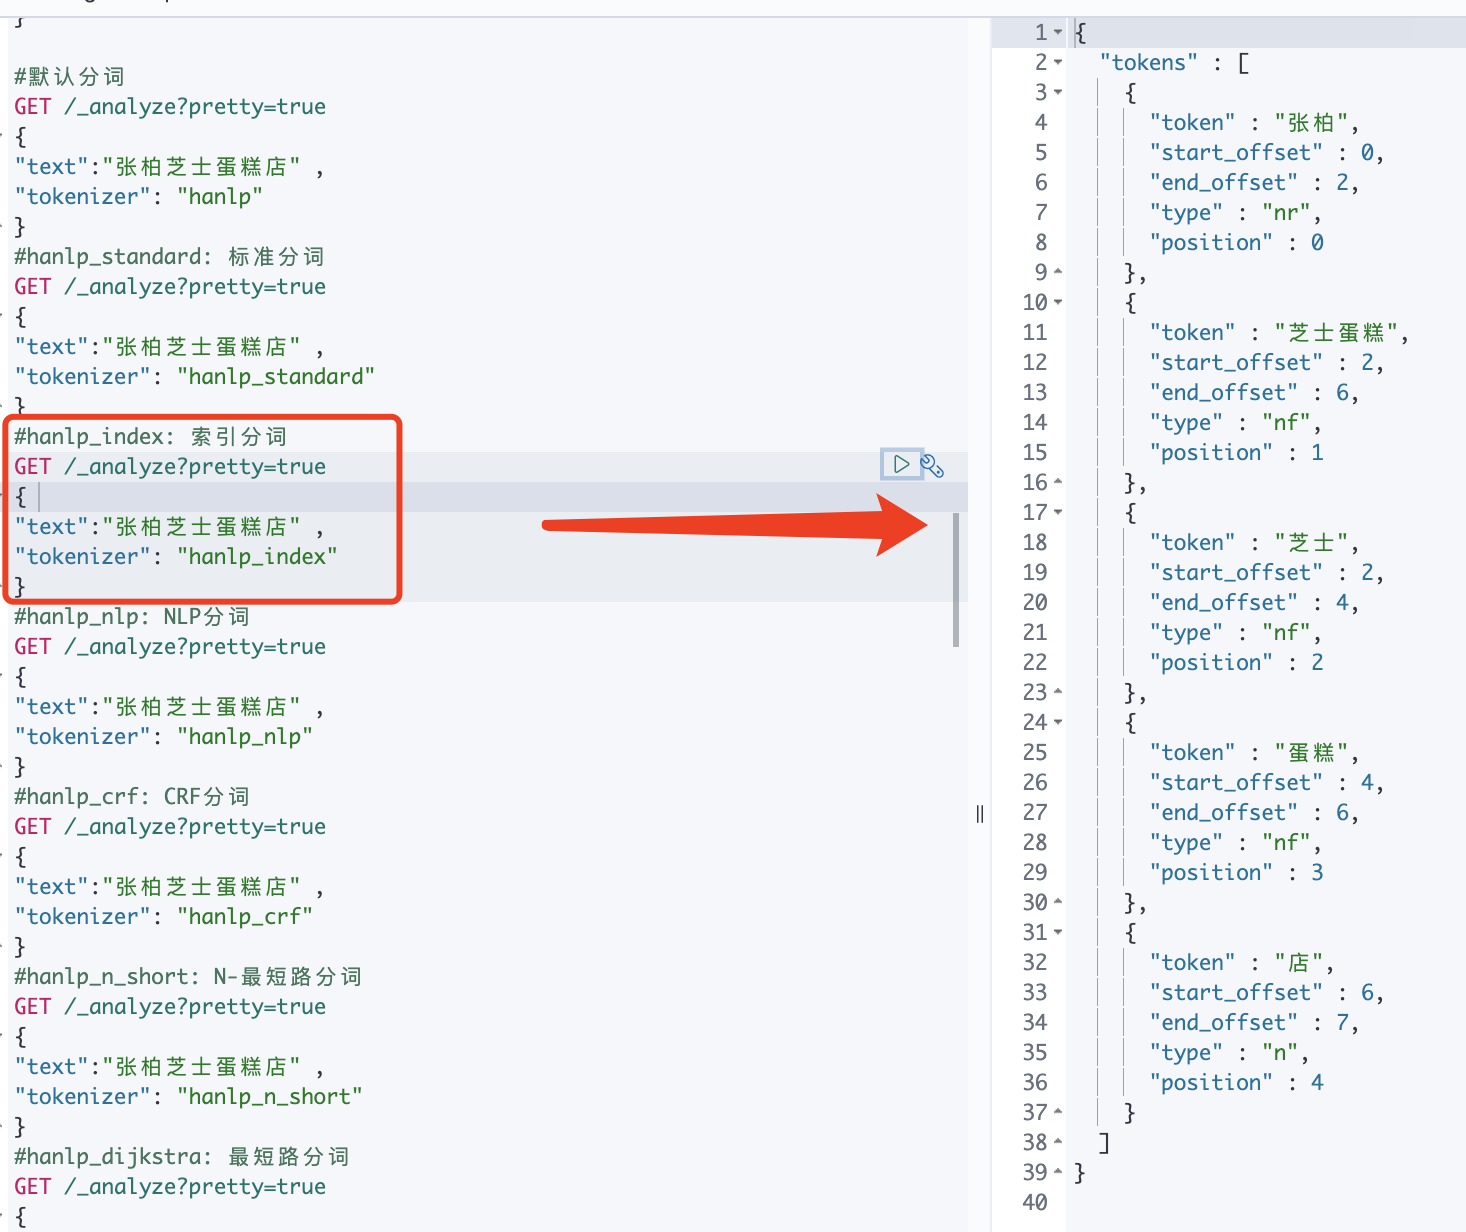 }
#默认分词
GET /_analyze?pretty=true
{
"text":"张柏芝士蛋糕店" ,
"tokenizer": "hanlp"
}
#hanlp_standard: 标准分词
GET /_analyze?pretty=true
{
"text":"张柏芝士蛋糕店" ,
"tokenizer": "hanlp_standard"
}
#hanlp_index: 索引分词
GET /_analyze?pretty=true
{
"text":"张柏芝士蛋糕店" ,
"tokenizer": "hanlp_index"
}
#hanlp_nlp: NLP分词
GET /_analyze?pretty=true
{
"text":"张柏芝士蛋糕店" ,
"tokenizer": "hanlp_nlp"
}
#hanlp_crf: CRF分词
GET /_analyze?pretty=true
{
"text":"张柏芝士蛋糕店" ,
"tokenizer": "hanlp_crf"
}
#hanlp_n_short: N-最短路分词
GET /_analyze?pretty=true
{
"text":"张柏芝士蛋糕店" ,
"tokenizer": "hanlp_n_short"
}
#hanlp_dijkstra: 最短路分词
GET /_analyze?pretty=true
{
1 {
2 "tokens" : [
3 {
4 "token" : "张柏",
5 "start_offset" : 0,
6 "end_offset" : 2,
7 "type" : "nr",
8 "position" : 0
9 },
10 {
11 "token" : "芝士蛋糕",
12 "start_offset" : 2,
13 "end_offset" : 6,
14 "type" : "nf",
15 "position" : 1
16 },
17 {
18 "token" : "芝士",
19 "start_offset" : 2,
20 "end_offset" : 4,
21 "type" : "nf",
22 "position" : 2
23 },
24 {
25 "token" : "蛋糕",
26 "start_offset" : 4,
27 "end_offset" : 6,
28 "type" : "nf",
29 "position" : 3
30 },
31 {
32 "token" : "店",
33 "start_offset" : 6,
34 "end_offset" : 7,
35 "type" : "n",
36 "position" : 4
37 }
38 ]
39 }
40